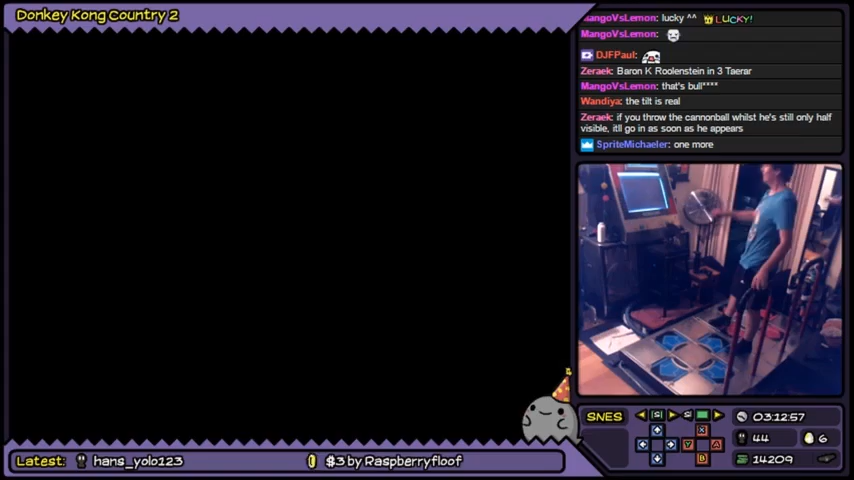 Donkey Kong Country 2
MangoVsLemon: lucky ^^ LUCKY!
MangoVsLemon:
DJFPaul:
Zeraek: Baron K Roolenstein in 3 Taerar
MangoVsLemon: that's bull****
Wandiya: the tilt is real
Zeraek: if you throw the cannonball whilst he's still only half
visible, itll go in as soon as he appears
SpriteMichaeler: one more
SNES
X
Y
A
B
03:12:57
44
6
14209
Latest: hans_yolo123
$3 by Raspberryfloof